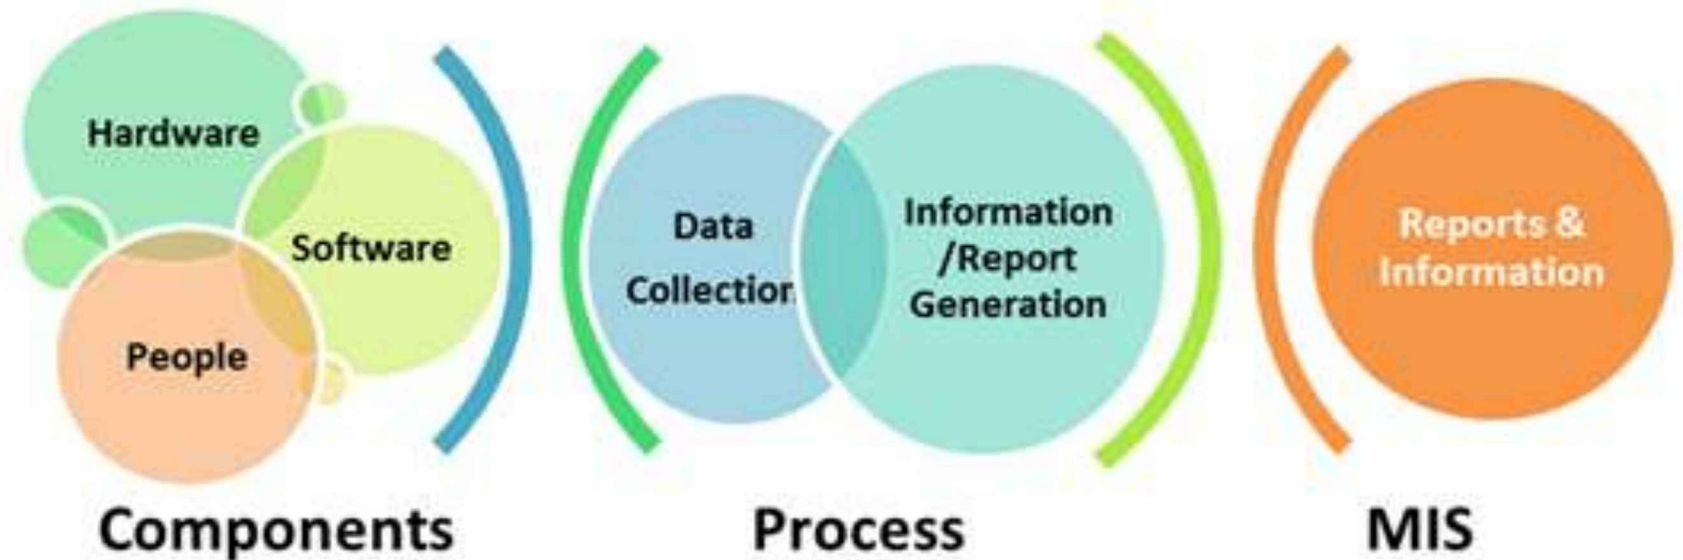 Hardware
Software
People
Data
Collection
Information
/Report
Generation
Reports &
Information
Components
Process
MIS